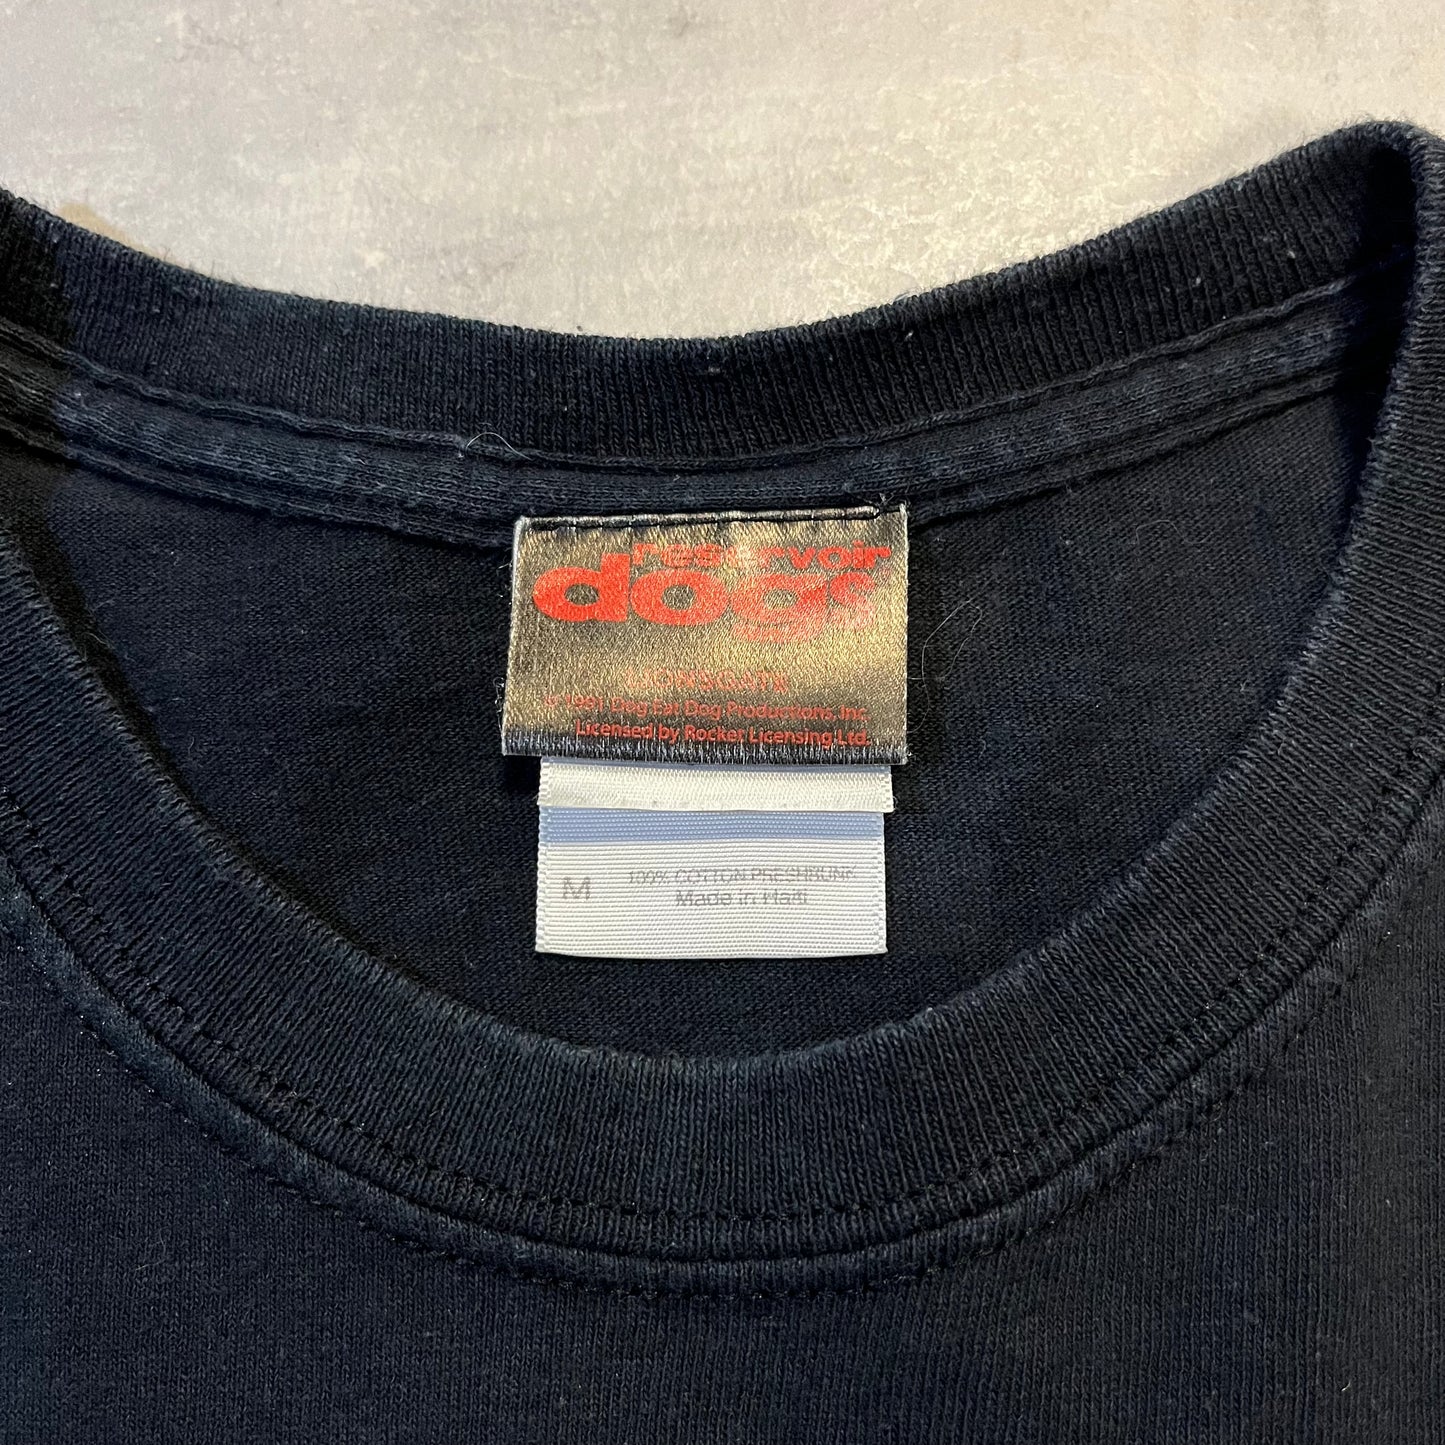 reservoir
dogs
LIONSGATE
© 1991 Dog Eat Dog Productions, Inc.
Licensed by Rocket Licensing Ltd.
M
100% COTTON PRESHRUNK
Made in Haiti